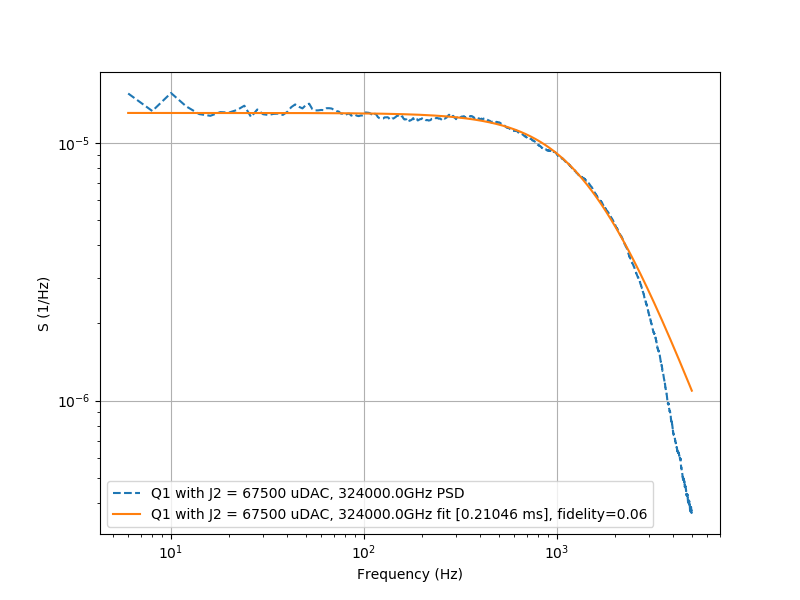 10⁻⁵
10⁻⁶
S (1/Hz)
Q1 with J2 = 67500 uDAC, 324000.0GHz PSD
Q1 with J2 = 67500 uDAC, 324000.0GHz fit [0.21046 ms], fidelity=0.06
10¹
10²
10³
Frequency (Hz)